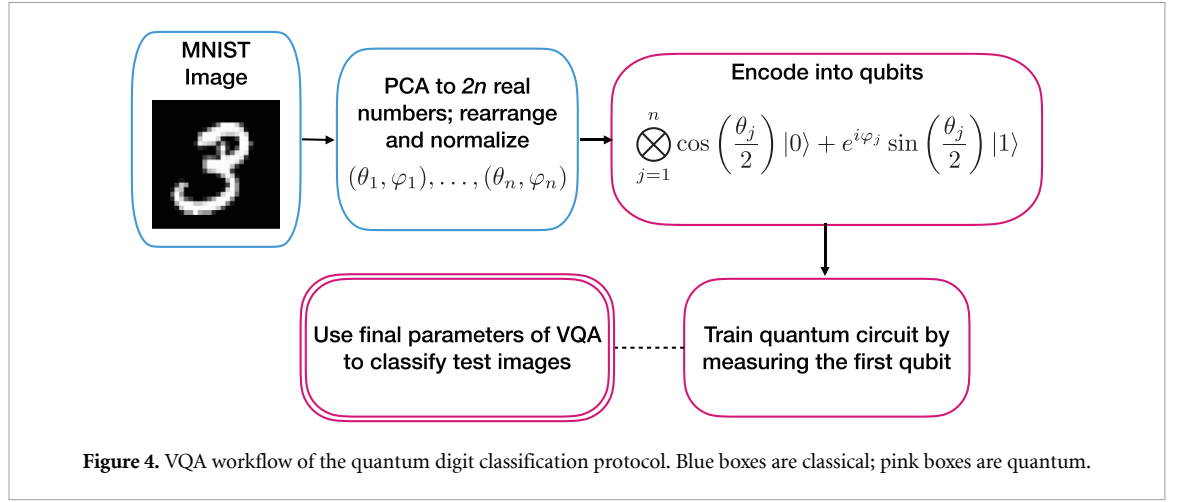 MNIST
Image
PCA to 2n real
numbers; rearrange
and normalize
(θ₁, φ₁), . . . , (θₙ, φₙ)
Encode into qubits
n
⨂ cos (θⱼ/2) |0⟩ + e^{iφⱼ} sin (θⱼ/2) |1⟩
j=1
Use final parameters of VQA
to classify test images
Train quantum circuit by
measuring the first qubit
Figure 4. VQA workflow of the quantum digit classification protocol. Blue boxes are classical; pink boxes are quantum.